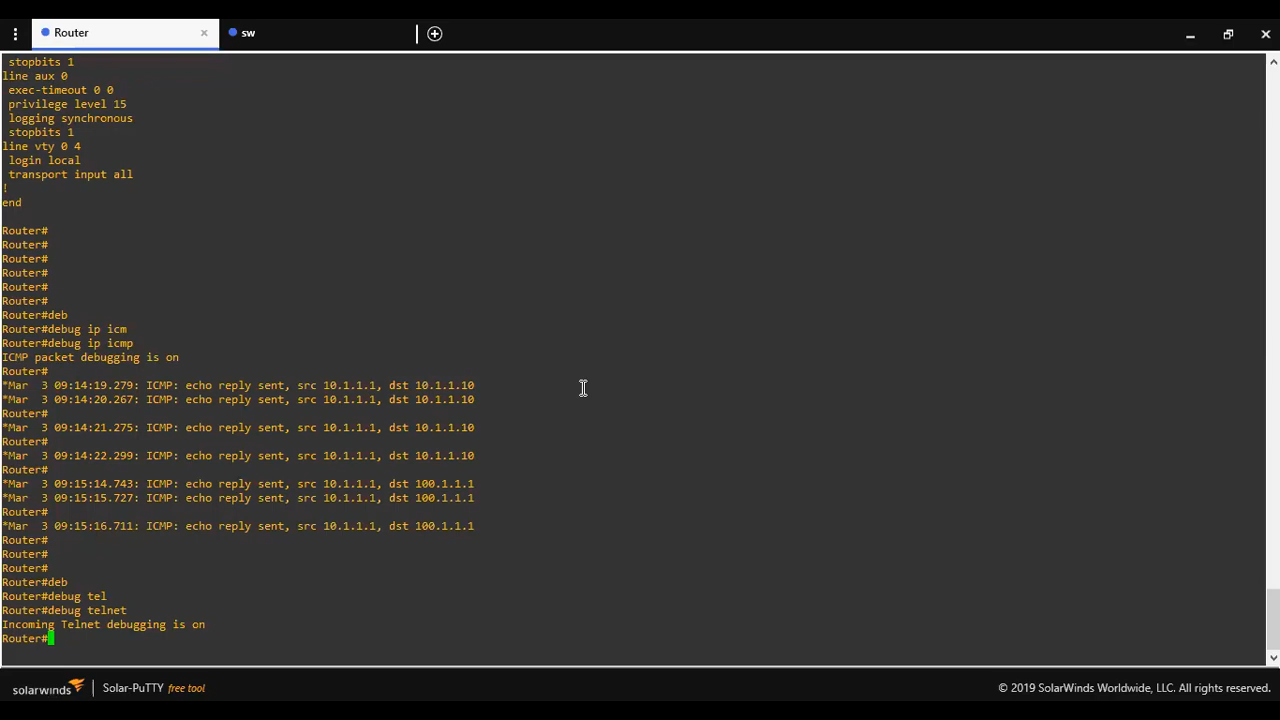 Router
sw
 stopbits 1
line aux 0
 exec-timeout 0 0
 privilege level 15
 logging synchronous
 stopbits 1
line vty 0 4
 login local
 transport input all
!
end
Router#
Router#
Router#
Router#
Router#
Router#
Router#deb
Router#debug ip icm
Router#debug ip icmp
ICMP packet debugging is on
Router#
*Mar  3 09:14:19.279: ICMP: echo reply sent, src 10.1.1.1, dst 10.1.1.10
*Mar  3 09:14:20.267: ICMP: echo reply sent, src 10.1.1.1, dst 10.1.1.10
Router#
*Mar  3 09:14:21.275: ICMP: echo reply sent, src 10.1.1.1, dst 10.1.1.10
Router#
*Mar  3 09:14:22.299: ICMP: echo reply sent, src 10.1.1.1, dst 10.1.1.10
Router#
*Mar  3 09:15:14.743: ICMP: echo reply sent, src 10.1.1.1, dst 100.1.1.1
*Mar  3 09:15:15.727: ICMP: echo reply sent, src 10.1.1.1, dst 100.1.1.1
Router#
*Mar  3 09:15:16.711: ICMP: echo reply sent, src 10.1.1.1, dst 100.1.1.1
Router#
Router#
Router#
Router#deb
Router#debug tel
Router#debug telnet
Incoming Telnet debugging is on
Router#
solarwinds
Solar-PuTTY free tool
© 2019 SolarWinds Worldwide, LLC. All rights reserved.